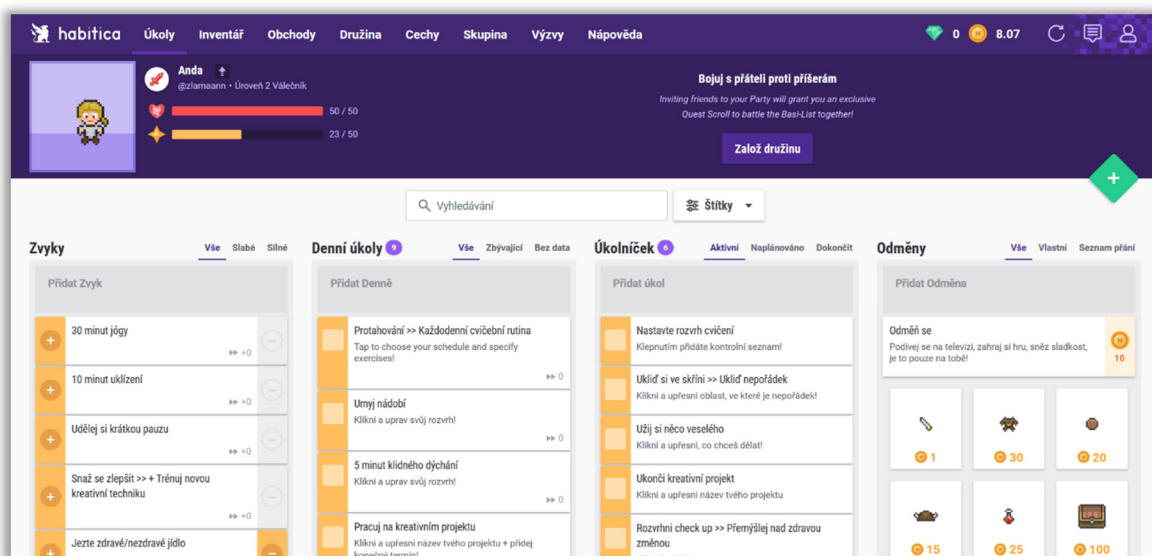 habitica Úkoly Inventář Obchody Družina Cechy Skupina Výzvy Nápověda 0 8.07
Anda
@zlamaann • Úroveň 2 Válečník
50 / 50
23 / 50
Bojuj s přáteli proti příšerám
Inviting friends to your Party will grant you an exclusive
Quest Scroll to battle the Basi-List together!
Založ družinu
+
Vyhledávání
Štítky
Zvyky Vše Slabé Silné
Přidat Zvyk
30 minut jógy
+0
10 minut uklízení
+0
Udělej si krátkou pauzu
+0
Snaž se zlepšit >> + Trénuj novou
kreativní techniku
+0
Jezte zdravé/nezdravé jídlo
Denní úkoly 9 Vše Zbývající Bez data
Přidat Denně
Protahování >> Každodenní cvičební rutina
Tap to choose your schedule and specify
exercises!
0
Umyj nádobí
Klikni a uprav svůj rozvrh!
0
5 minut klidného dýchání
Klikni a uprav svůj rozvrh!
0
Pracuj na kreativním projektu
Klikni a upřesni název tvého projektu + přidej
konečný termín!
Úkolníček 6 Aktivní Naplánováno Dokončit
Přidat úkol
Nastavte rozvrh cvičení
Klepnutím přidáte kontrolní seznam!
Ukliď si ve skříni >> Ukliď nepořádek
Klikni a upřesni oblast, ve které je nepořádek!
Užij si něco veselého
Klikni a upřesni, co chceš dělat!
Ukonči kreativní projekt
Klikni a upřesni název tvého projektu
Rozvrhni check up >> Přemýšlej nad zdravou
změnou
Odměny Vše Vlastní Seznam přání
Přidat Odměna
Odměň se
Podívej se na televizi, zahraj si hru, sněz sladkost,
je to pouze na tobě!
10
1 30 20
15 25 100